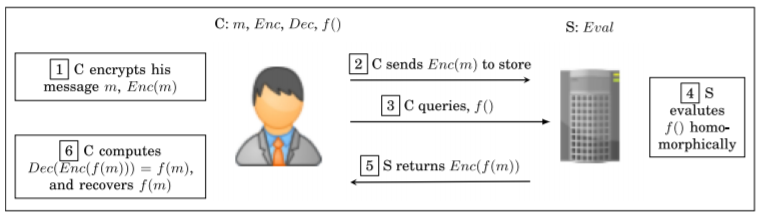 C: m, Enc, Dec, f()
S: Eval
1 C encrypts his
message m, Enc(m)
2 C sends Enc(m) to store
3 C queries, f()
4 S
evalutes
f() homo-
morphically
5 S returns Enc(f(m))
6 C computes
Dec(Enc(f(m))) = f(m),
and recovers f(m)